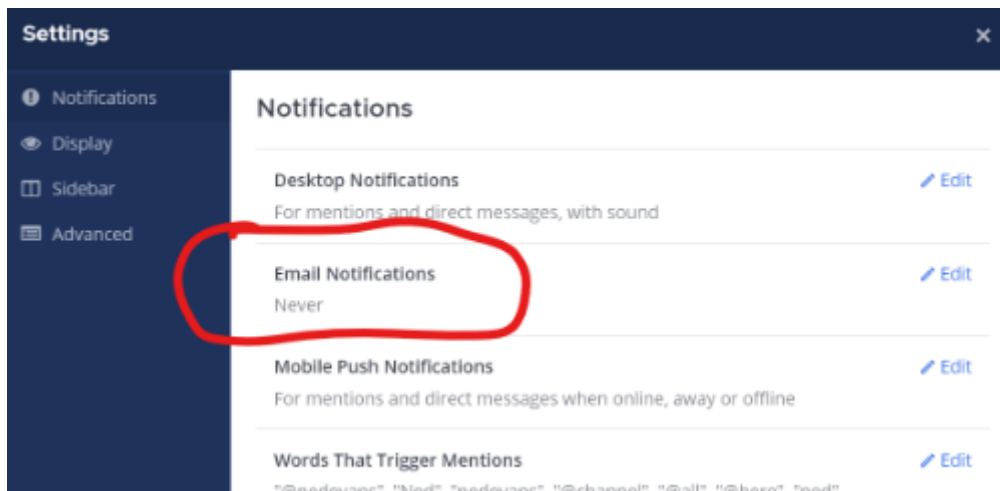 Settings
×
Notifications
Display
Sidebar
Advanced
Notifications
Desktop Notifications
Edit
For mentions and direct messages, with sound
Email Notifications
Edit
Never
Mobile Push Notifications
Edit
For mentions and direct messages when online, away or offline
Words That Trigger Mentions
Edit